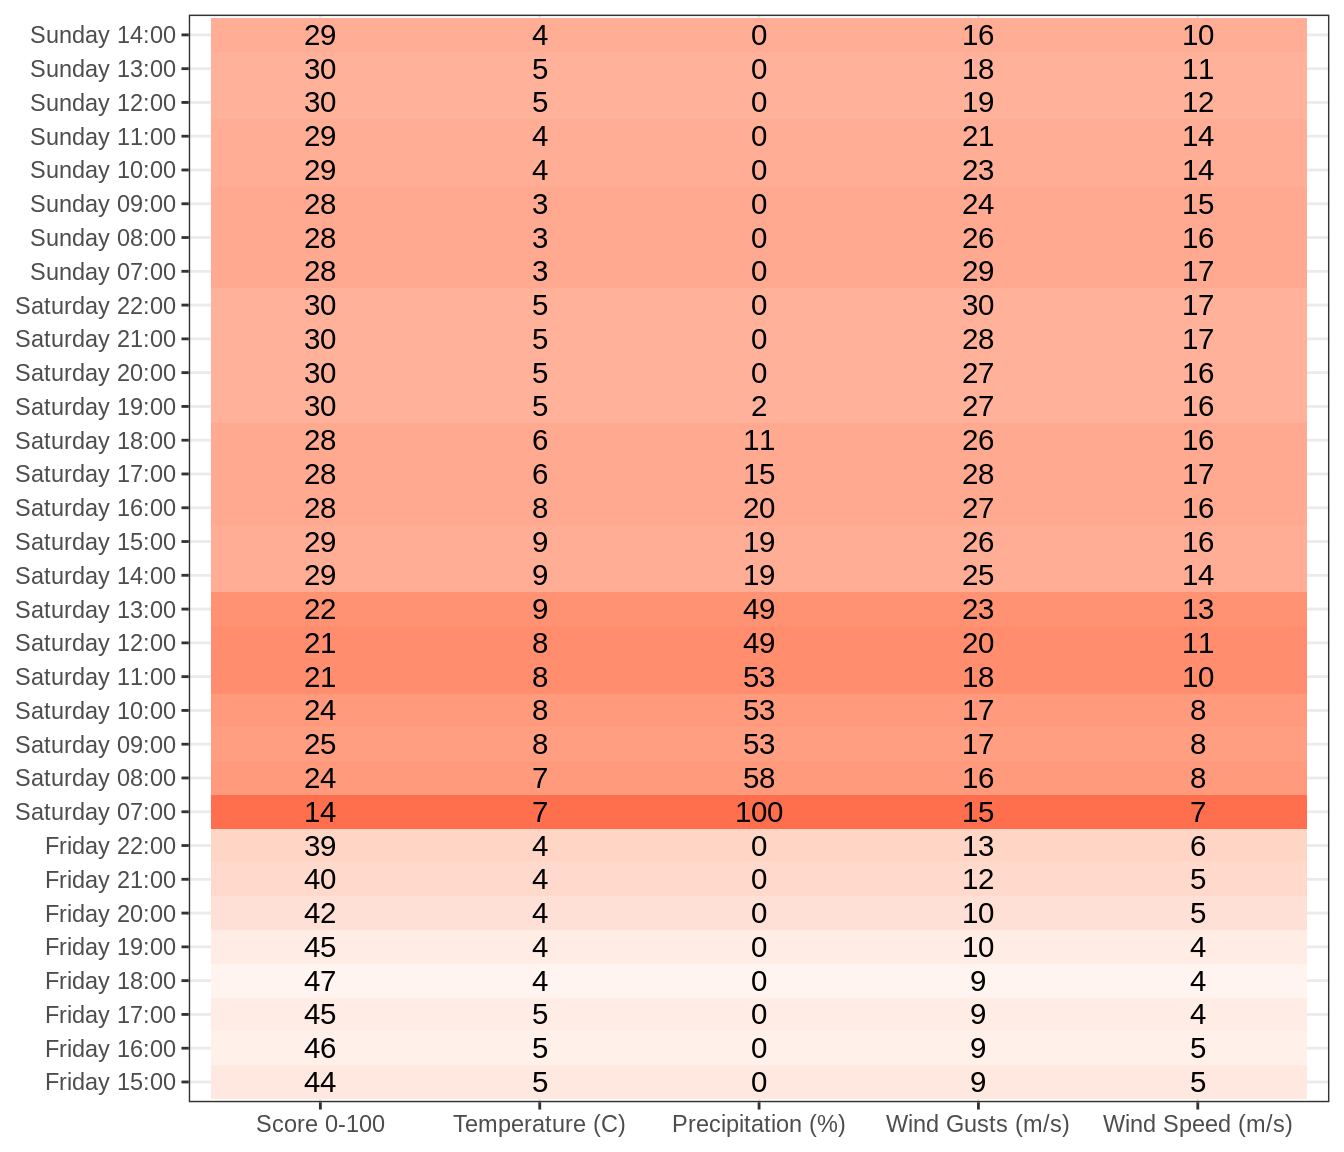 Sunday 14:00 29 4 0 16 10
Sunday 13:00 30 5 0 18 11
Sunday 12:00 30 5 0 19 12
Sunday 11:00 29 4 0 21 14
Sunday 10:00 29 4 0 23 14
Sunday 09:00 28 3 0 24 15
Sunday 08:00 28 3 0 26 16
Sunday 07:00 28 3 0 29 17
Saturday 22:00 30 5 0 30 17
Saturday 21:00 30 5 0 28 17
Saturday 20:00 30 5 0 27 16
Saturday 19:00 30 5 2 27 16
Saturday 18:00 28 6 11 26 16
Saturday 17:00 28 6 15 28 17
Saturday 16:00 28 8 20 27 16
Saturday 15:00 29 9 19 26 16
Saturday 14:00 29 9 19 25 14
Saturday 13:00 22 9 49 23 13
Saturday 12:00 21 8 49 20 11
Saturday 11:00 21 8 53 18 10
Saturday 10:00 24 8 53 17 8
Saturday 09:00 25 8 53 17 8
Saturday 08:00 24 7 58 16 8
Saturday 07:00 14 7 100 15 7
Friday 22:00 39 4 0 13 6
Friday 21:00 40 4 0 12 5
Friday 20:00 42 4 0 10 5
Friday 19:00 45 4 0 10 4
Friday 18:00 47 4 0 9 4
Friday 17:00 45 5 0 9 4
Friday 16:00 46 5 0 9 5
Friday 15:00 44 5 0 9 5
Score 0-100 Temperature (C) Precipitation (%) Wind Gusts (m/s) Wind Speed (m/s)